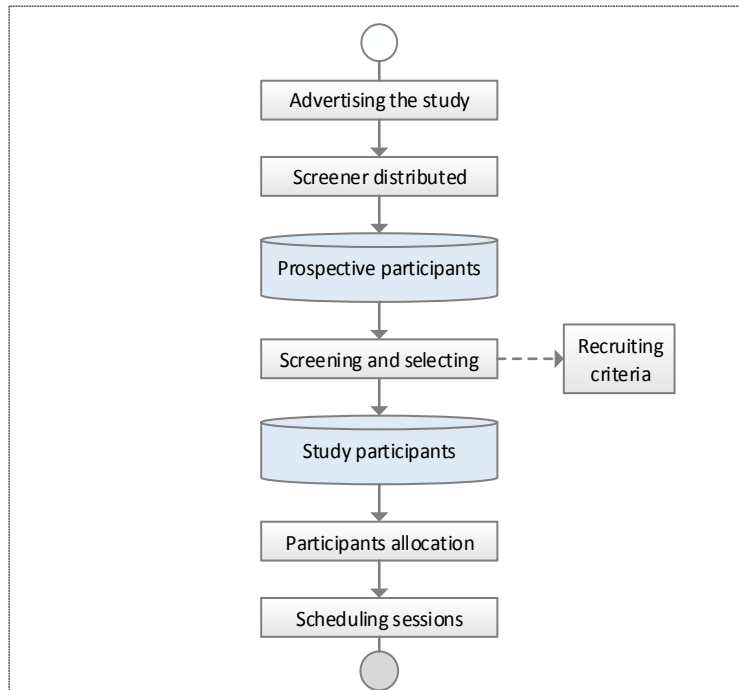 Advertising the study
Screener distributed
Prospective participants
Screening and selecting
Recruiting
criteria
Study participants
Participants allocation
Scheduling sessions